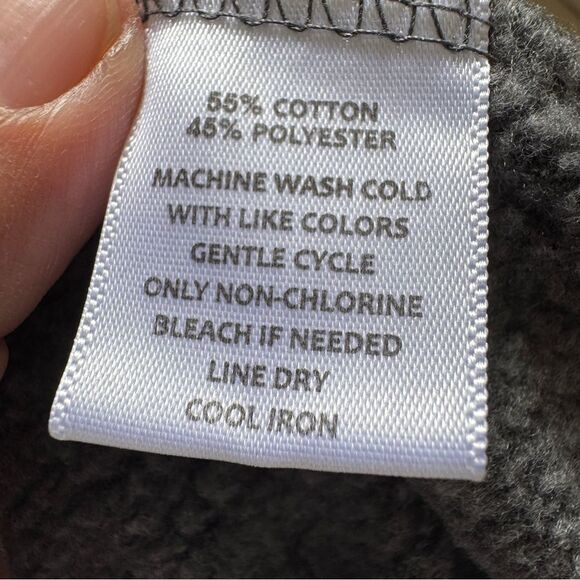 55% COTTON
45% POLYESTER
MACHINE WASH COLD
WITH LIKE COLORS
GENTLE CYCLE
ONLY NON-CHLORINE
BLEACH IF NEEDED
LINE DRY
COOL IRON